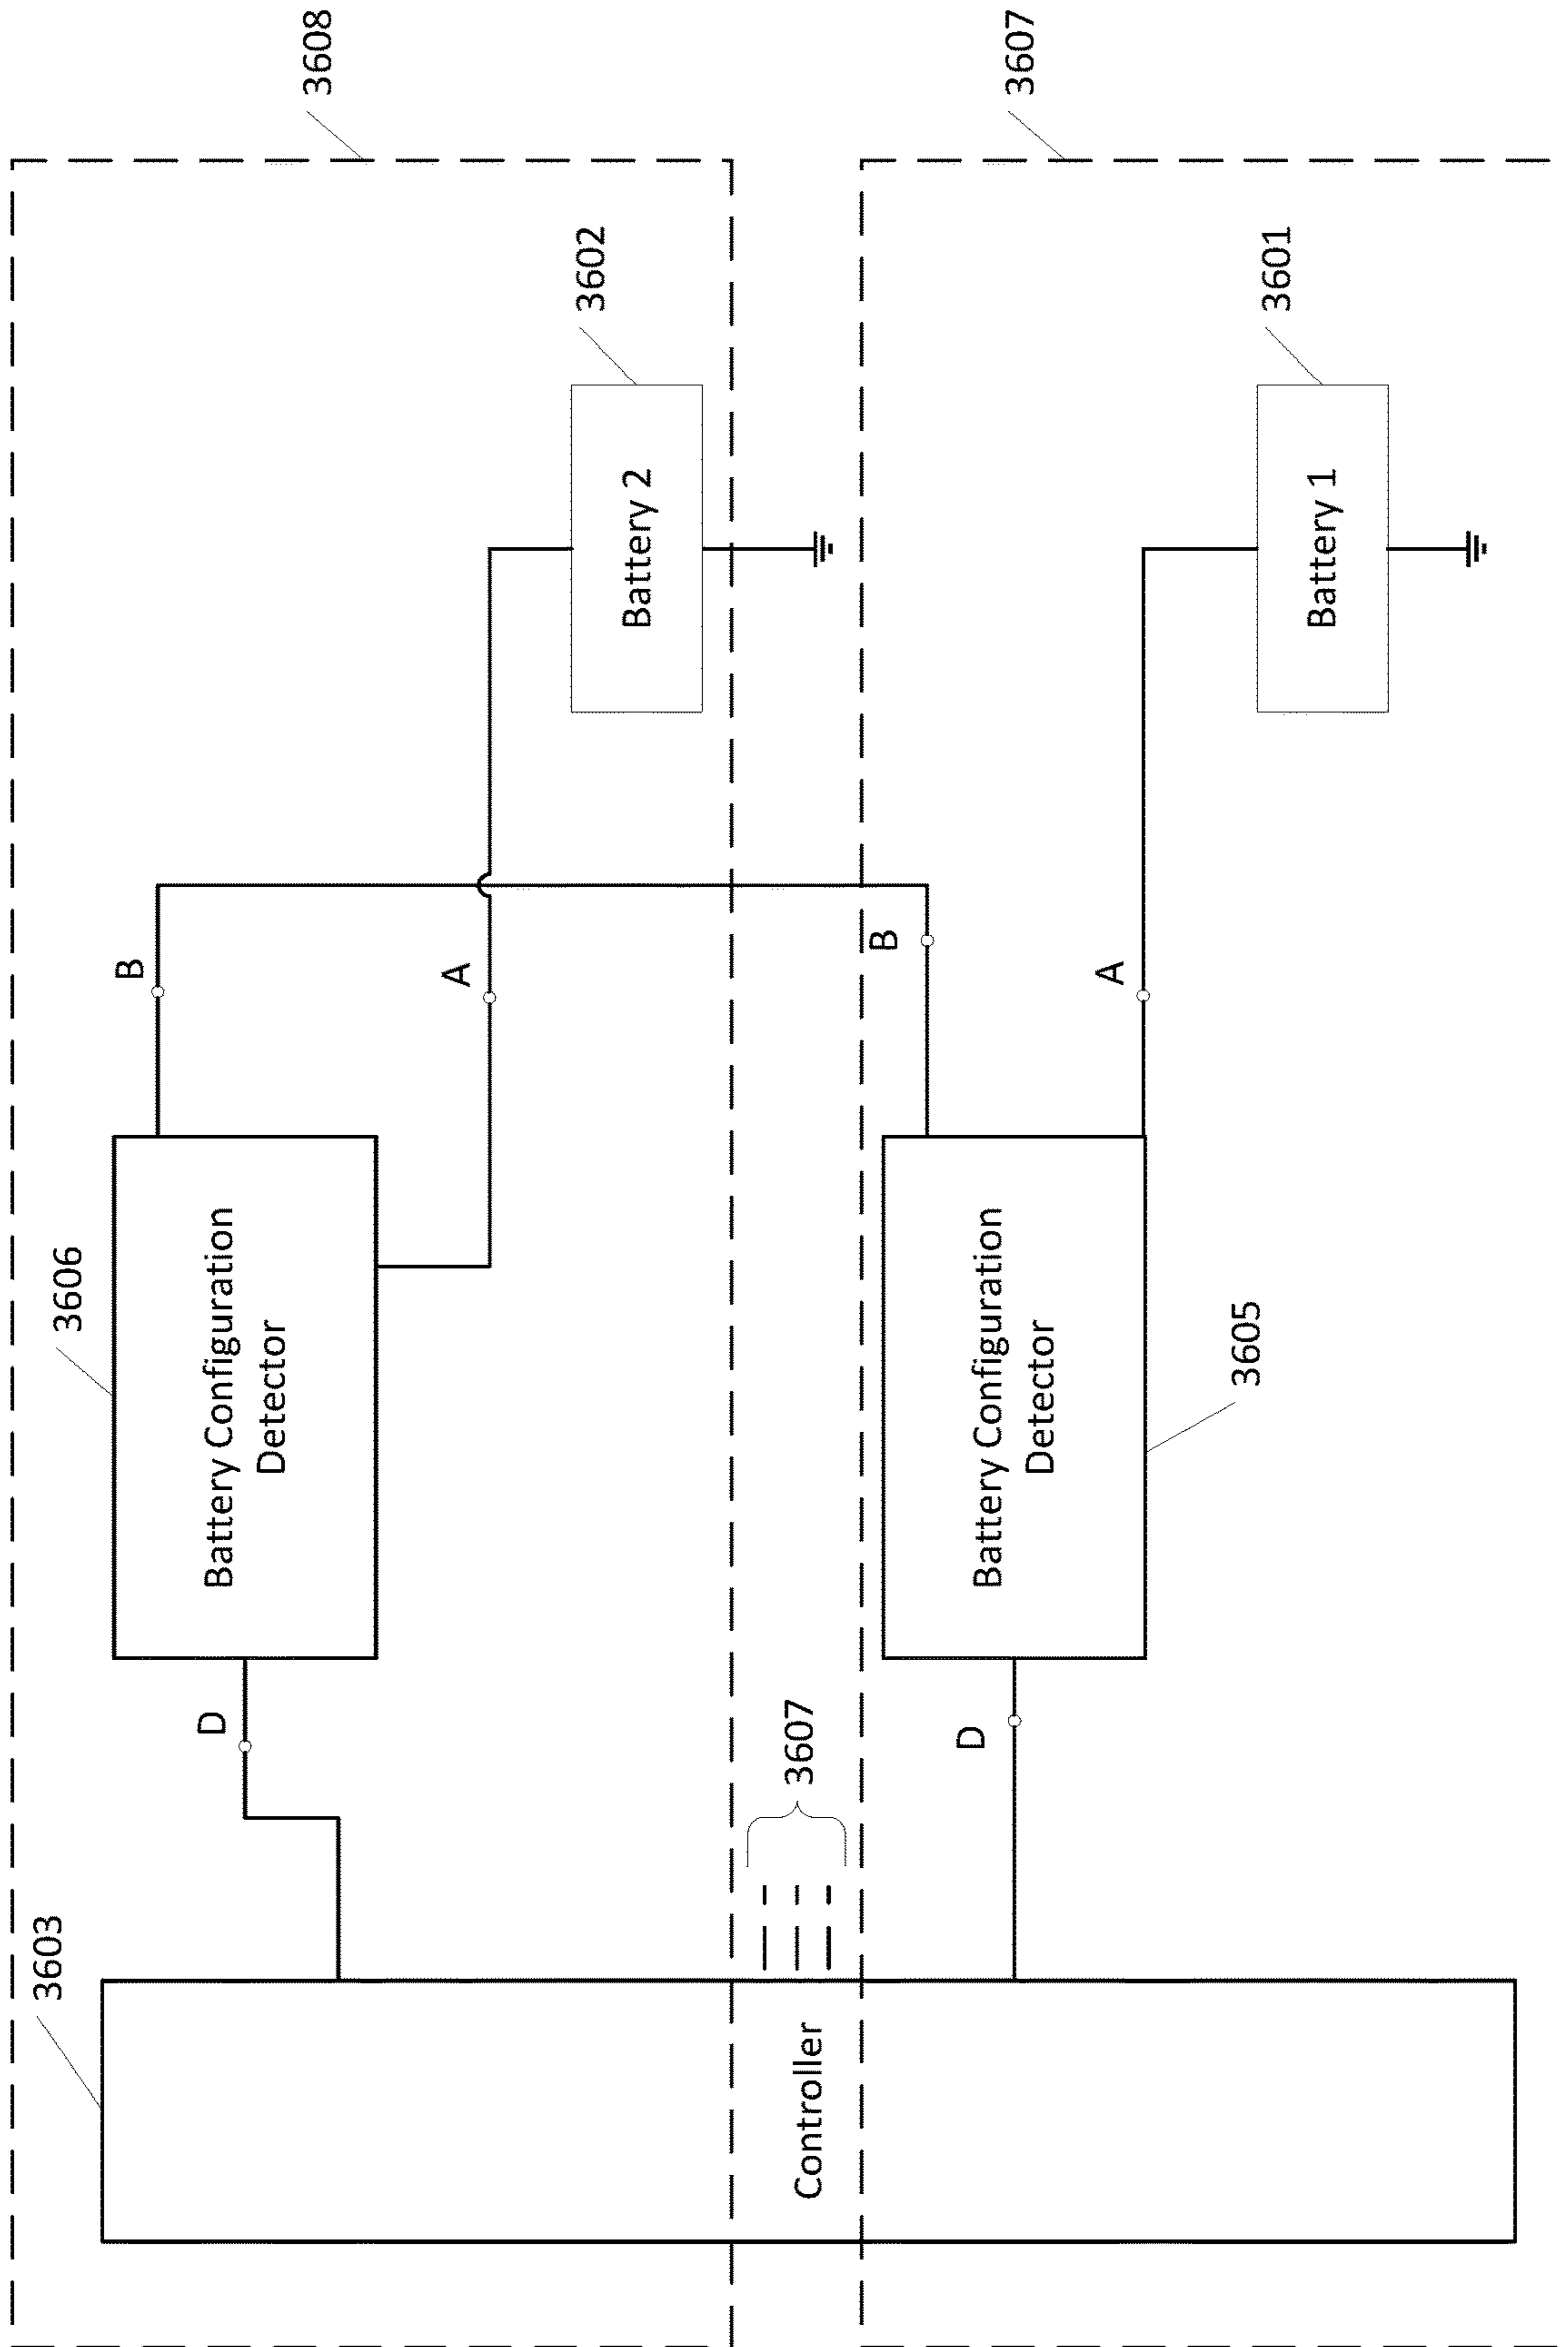 3608
3607
3602
3601
Battery 2
Battery 1
B
A
B
A
3606
Battery Configuration
Detector
Battery Configuration
Detector
3605
D
D
3607
3603
Controller